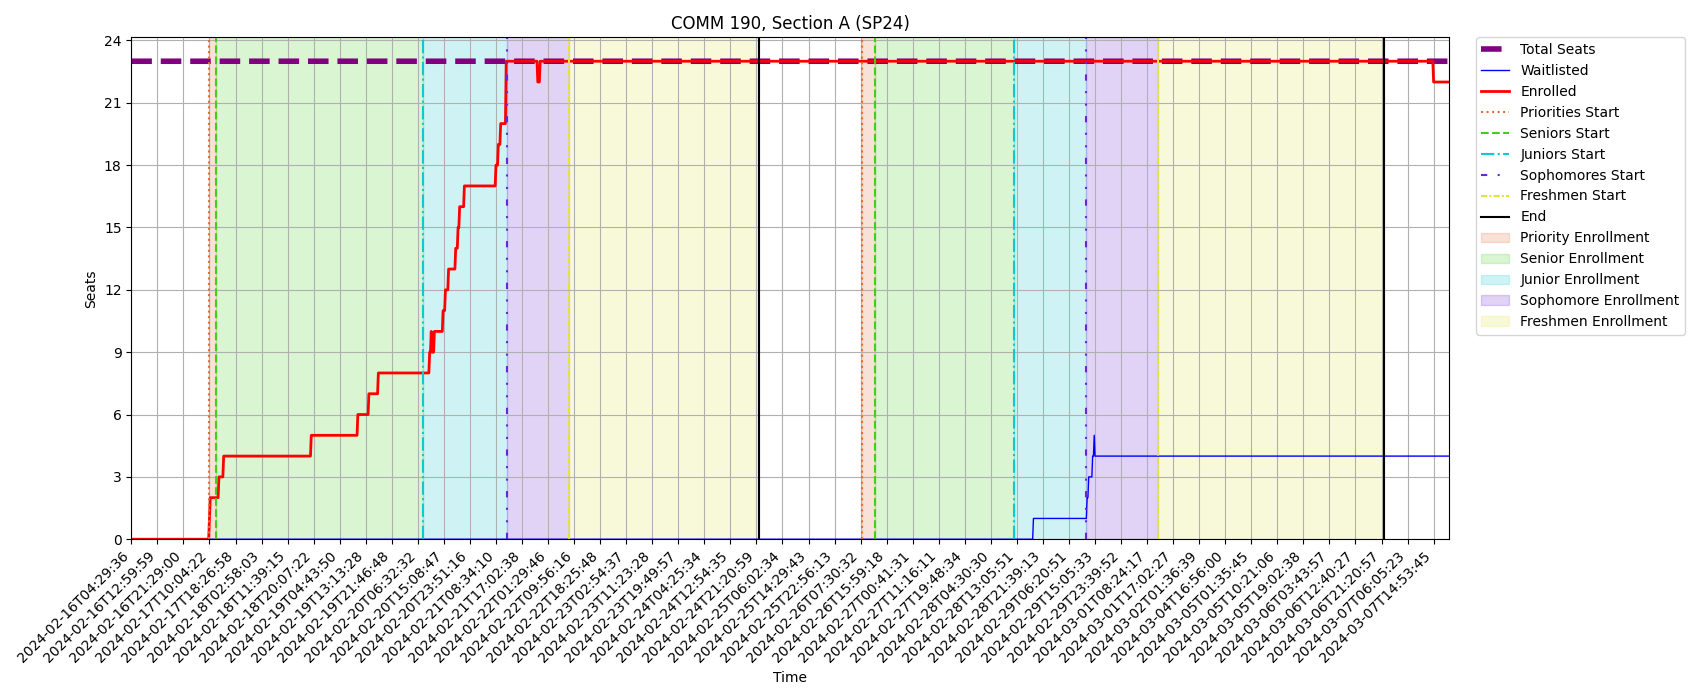 COMM 190, Section A (SP24)
Seats
24
21
18
15
12
9
6
3
0
2024-02-16T04:29:36
2024-02-16T12:59:59
2024-02-16T21:29:00
2024-02-17T10:04:22
2024-02-17T18:26:58
2024-02-18T02:58:03
2024-02-18T11:39:15
2024-02-18T20:07:22
2024-02-19T04:43:50
2024-02-19T13:13:28
2024-02-19T21:46:48
2024-02-20T06:32:32
2024-02-20T15:08:47
2024-02-20T23:51:16
2024-02-21T08:34:10
2024-02-21T17:02:38
2024-02-22T01:29:46
2024-02-22T09:56:16
2024-02-22T18:25:48
2024-02-23T02:54:37
2024-02-23T11:23:28
2024-02-23T19:49:57
2024-02-24T04:25:34
2024-02-24T12:54:35
2024-02-24T21:20:59
2024-02-25T06:02:34
2024-02-25T14:29:43
2024-02-25T22:56:13
2024-02-26T07:30:32
2024-02-26T15:59:18
2024-02-27T00:41:31
2024-02-27T11:16:11
2024-02-27T19:48:34
2024-02-28T04:30:30
2024-02-28T13:05:51
2024-02-28T21:39:13
2024-02-29T06:20:51
2024-02-29T15:05:33
2024-02-29T23:39:52
2024-03-01T08:24:17
2024-03-01T17:02:27
2024-03-02T01:36:39
2024-03-04T16:56:00
2024-03-05T01:35:45
2024-03-05T10:21:06
2024-03-05T19:02:38
2024-03-06T03:43:57
2024-03-06T12:40:27
2024-03-06T21:20:57
2024-03-07T06:05:23
2024-03-07T14:53:45
Time
Total Seats
Waitlisted
Enrolled
Priorities Start
Seniors Start
Juniors Start
Sophomores Start
Freshmen Start
End
Priority Enrollment
Senior Enrollment
Junior Enrollment
Sophomore Enrollment
Freshmen Enrollment